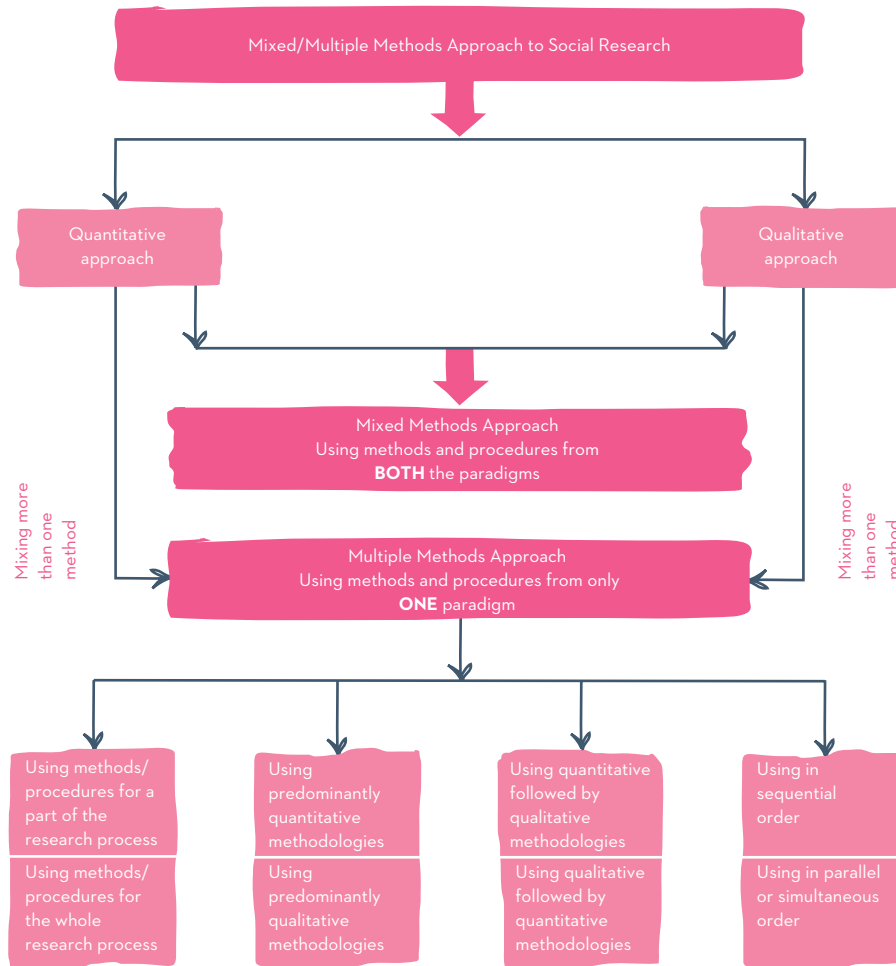 Mixed/Multiple Methods Approach to Social Research
Quantitative
approach
Qualitative
approach
Mixed Methods Approach
Using methods and procedures from
BOTH the paradigms
Mixing more
than one
method
Mixing more
than one
method
Multiple Methods Approach
Using methods and procedures from only
ONE paradigm
Using methods/
procedures for a
part of the
research process
Using methods/
procedures for
the whole
research process
Using
predominantly
quantitative
methodologies
Using
predominantly
qualitative
methodologies
Using quantitative
followed by
qualitative
methodologies
Using qualitative
followed by
quantitative
methodologies
Using in
sequential
order
Using in parallel
or simultaneous
order